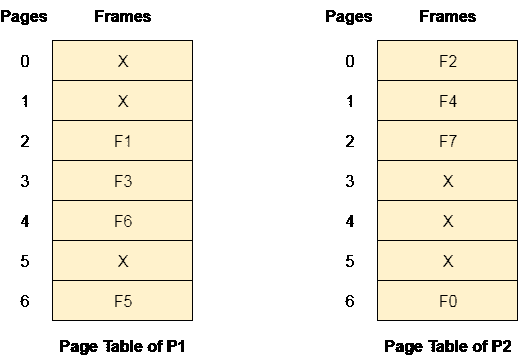 Pages Frames Pages Frames
0 X 0 F2
1 X 1 F4
2 F1 2 F7
3 F3 3 X
4 F6 4 X
5 X 5 X
6 F5 6 F0
Page Table of P1 Page Table of P2